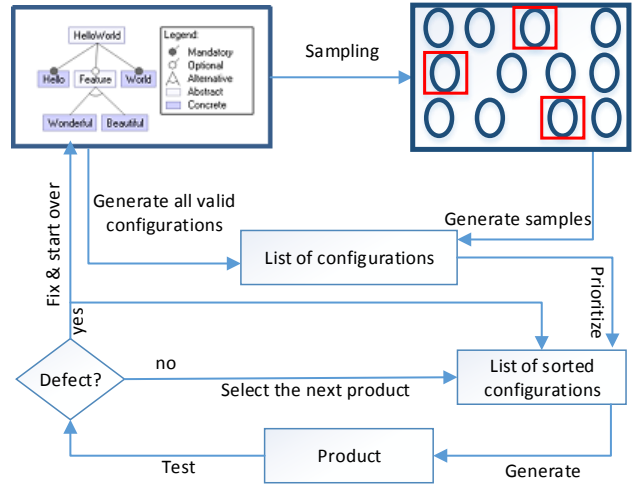 HelloWorld
Hello
Feature
World
Wonderful
Beautiful
Legend:
Mandatory
Optional
Alternative
Abstract
Concrete
Sampling
Generate all valid
configurations
Generate samples
List of configurations
Fix & start over
yes
Prioritize
Defect?
no
Select the next product
List of sorted
configurations
Test
Product
Generate